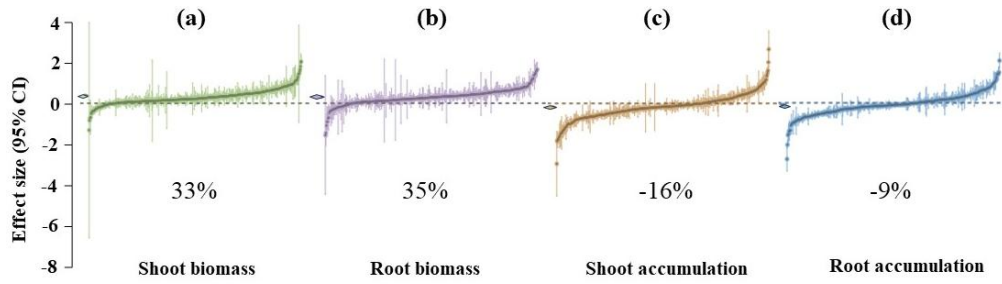 (a) (b) (c) (d)
4
2
0
-2
-4
-6
-8
Effect size (95% CI)
33% 35% -16% -9%
Shoot biomass Root biomass Shoot accumulation Root accumulation